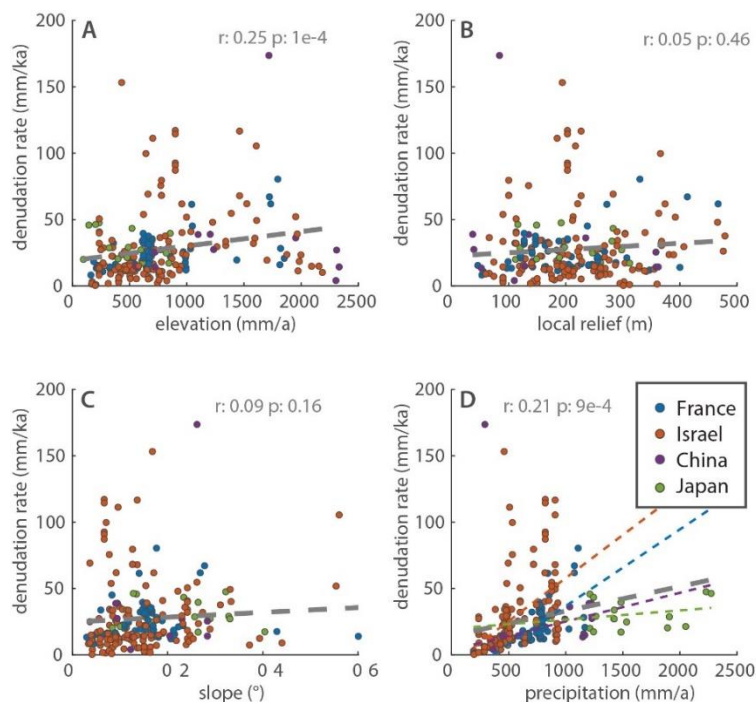 A
r: 0.25 p: 1e-4
denudation rate (mm/ka)
200
150
100
50
0
0 500 1000 1500 2000 2500
elevation (mm/a)
B
r: 0.05 p: 0.46
denudation rate (mm/ka)
200
150
100
50
0
0 100 200 300 400 500
local relief (m)
C
r: 0.09 p: 0.16
denudation rate (mm/ka)
200
150
100
50
0
0 0 2 0 4 0 6
slope (°)
D
r: 0.21 p: 9e-4
France
Israel
China
Japan
denudation rate (mm/ka)
200
150
100
50
0
0 500 1000 1500 2000 2500
precipitation (mm/a)